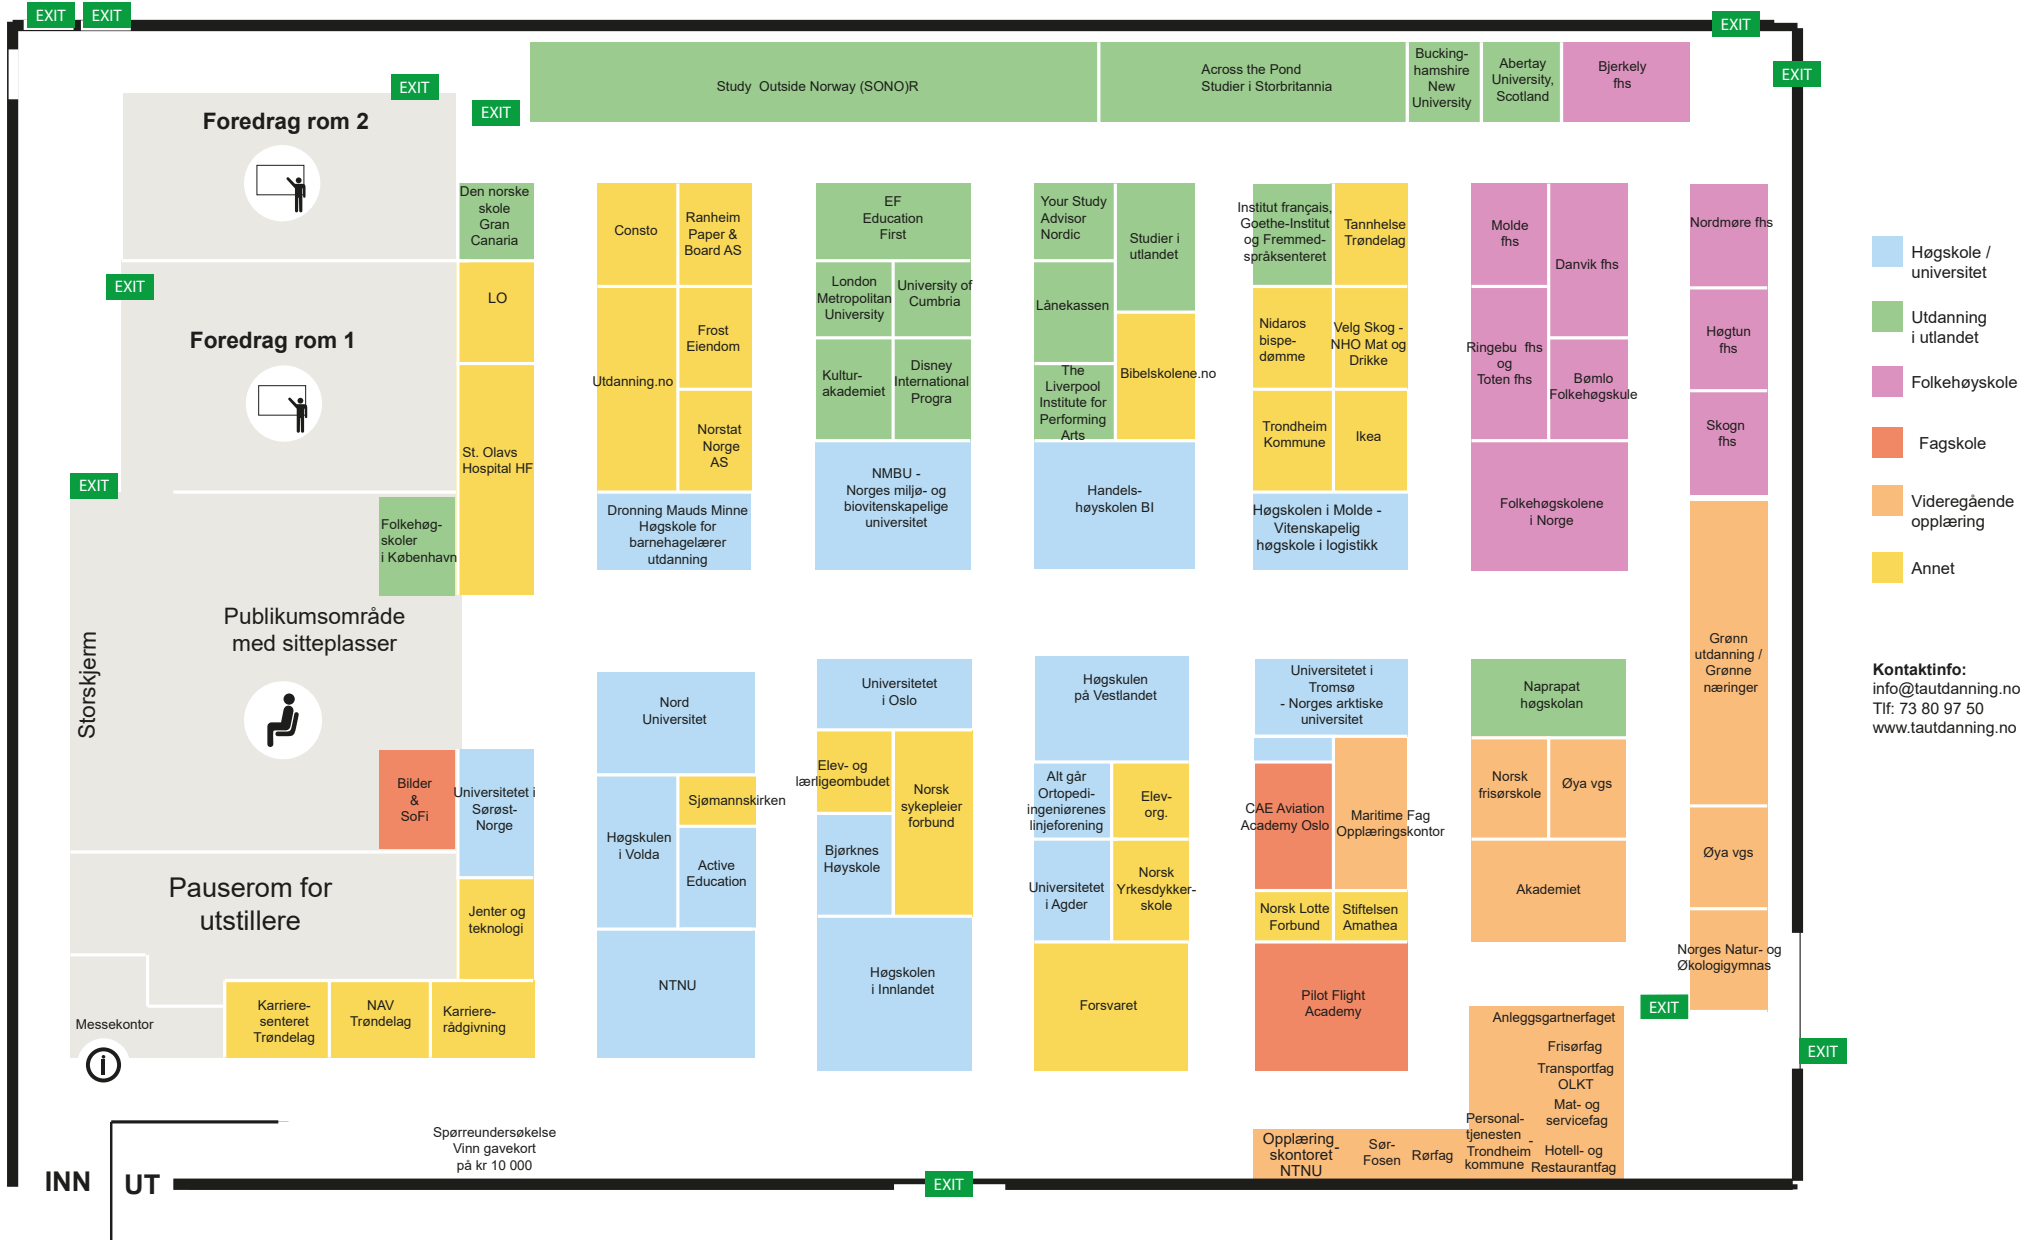 EXIT
EXIT
EXIT
EXIT
EXIT
EXIT
Study Outside Norway (SONO)R
Across the Pond
Studier i Storbritannia
Bucking-
hamshire
New
University
Abertay
University,
Scotland
Bjerkely
fhs
Foredrag rom 2
Den norske
skole
Gran
Canaria
Consto
Ranheim
Paper &
Board AS
EF
Education
First
Your Study
Advisor
Nordic
Studier i
utlandet
Institut français,
Goethe-Institut
og Fremmed-
språksenteret
Tannhelse
Trøndelag
Molde
fhs
Danvik fhs
Nordmøre fhs
Høgskole /
universitet
EXIT
LO
London
Metropolitan
University
University of
Cumbria
Lånekassen
Nidaros
bispe-
dømme
Velg Skog -
NHO Mat og
Drikke
Utdanning
i utlandet
Foredrag rom 1
Frost
Eiendom
Høgtun
fhs
Ringebu fhs
og
Toten fhs
Utdanning.no
Kultur-
akademiet
Disney
International
Progra
The
Liverpool
Institute for
Performing
Arts
Bibelskolene.no
Bømlo
Folkehøgskule
Folkehøyskole
Norstat
Norge
AS
Trondheim
Kommune
Ikea
Skogn
fhs
Fagskole
St. Olavs
Hospital HF
EXIT
NMBU -
Norges miljø- og
biovitenskapelige
universitet
Handels-
høyskolen BI
Folkehøgskolene
i Norge
Videregående
opplæring
Folkehøg-
skoler
i København
Dronning Mauds Minne
Høgskole for
barnehagelærer
utdanning
Høgskolen i Molde -
Vitenskapelig
høgskole i logistikk
Annet
Publikumsområde
med sitteplasser
Storskjerm
Grønn
utdanning /
Grønne
næringer
Kontaktinfo:
info@tautdanning.no
Tlf: 73 80 97 50
www.tautdanning.no
Nord
Universitet
Universitetet
i Oslo
Høgskulen
på Vestlandet
Universitetet i
Tromsø
- Norges arktiske
universitet
Naprapat
høgskolan
Bilder
&
SoFi
Universitetet i
Sørøst-
Norge
Sjømannskirken
Elev- og
lærligeombudet
Norsk
sykepleier
forbund
Alt går
Ortopedi-
ingeniørenes
linjeforening
Elev-
org.
CAE Aviation
Academy Oslo
Maritime Fag
Opplæringskontor
Norsk
frisørskole
Øya vgs
Høgskulen
i Volda
Active
Education
Bjørknes
Høyskole
Universitetet
i Agder
Norsk
Yrkesdykker-
skole
Akademiet
Øya vgs
Pauserom for
utstillere
Jenter og
teknologi
Norsk Lotte
Forbund
Stiftelsen
Amathea
Norges Natur- og
Økologigymnas
NTNU
Høgskolen
i Innlandet
Forsvaret
Pilot Flight
Academy
EXIT
Messekontor
i
Karriere-
senteret
Trøndelag
NAV
Trøndelag
Karriere-
rådgivning
Anleggsgartnerfaget
Frisørfag
Transportfag
OLKT
Mat- og
servicefag
EXIT
Personal-
tjenesten -
Trondheim
kommune
Hotell- og
Restaurantfag
Opplæring-
skontoret
NTNU
Sør-
Fosen
Rørfag
Spørreundersøkelse
Vinn gavekort
på kr 10 000
INN
UT
EXIT